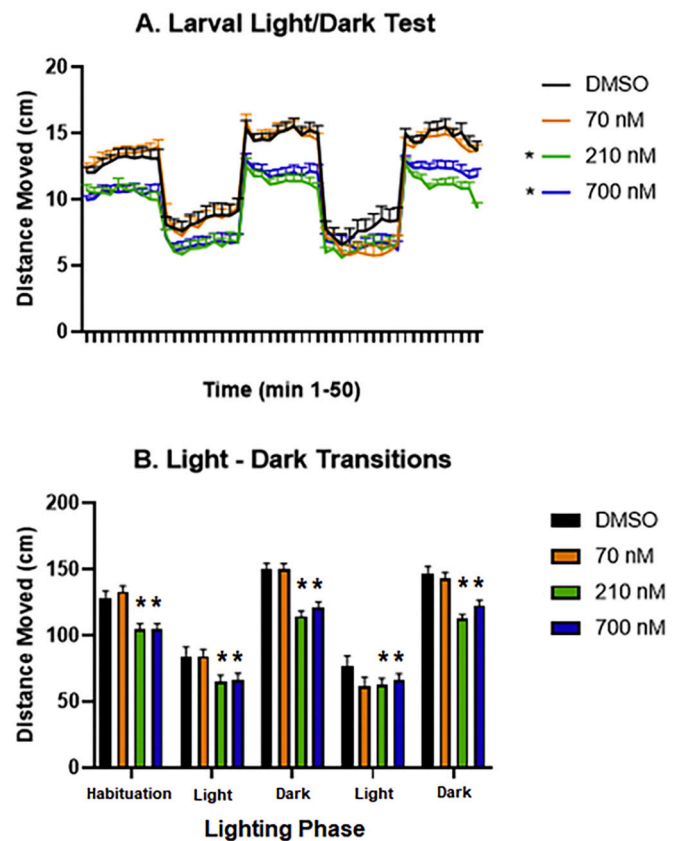 A. Larval Light/Dark Test
20
15
10
5
0
Distance Moved (cm)
Time (min 1-50)
DMSO
70 nM
* 210 nM
* 700 nM
B. Light - Dark Transitions
200
150
100
50
0
Distance Moved (cm)
* *
* *
* *
* *
* *
Habituation Light Dark Light Dark
Lighting Phase
DMSO
70 nM
210 nM
700 nM